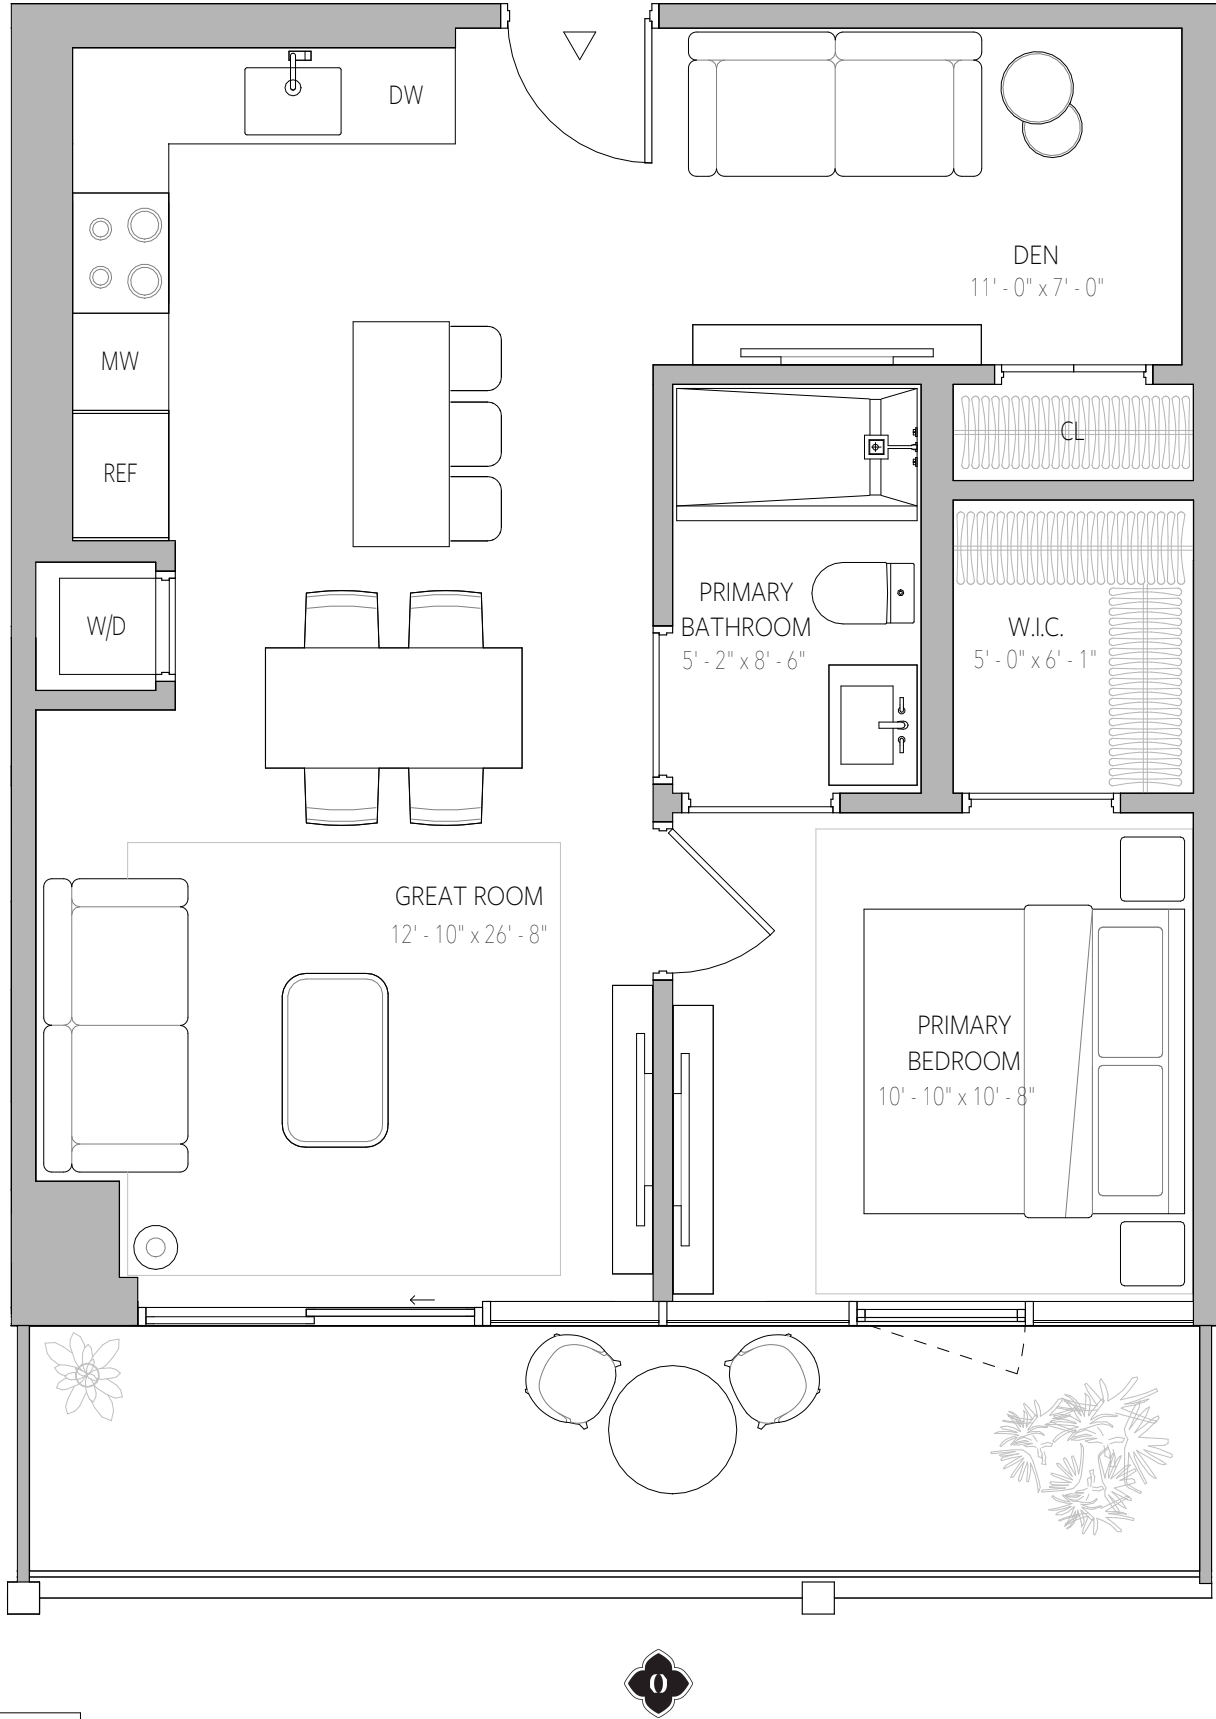 DW
DEN
11' - 0" x 7' - 0"
MW
CL
REF
PRIMARY
BATHROOM
5' - 2" x 8' - 6"
W/D
W.I.C.
5' - 0" x 6' - 1"
GREAT ROOM
12' - 10" x 26' - 8"
PRIMARY
BEDROOM
10' - 10" x 10' - 8"
0